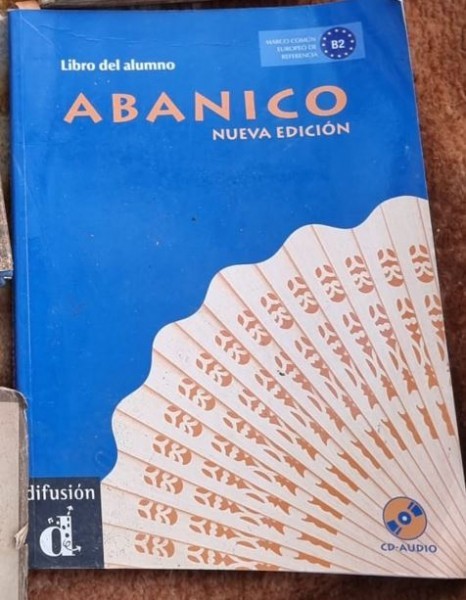 MARCO COMÚN
EUROPEO DE
REFERENCIA
B2
Libro del alumno
ABANICO
NUEVA EDICIÓN
difusión
d
CD-AUDIO